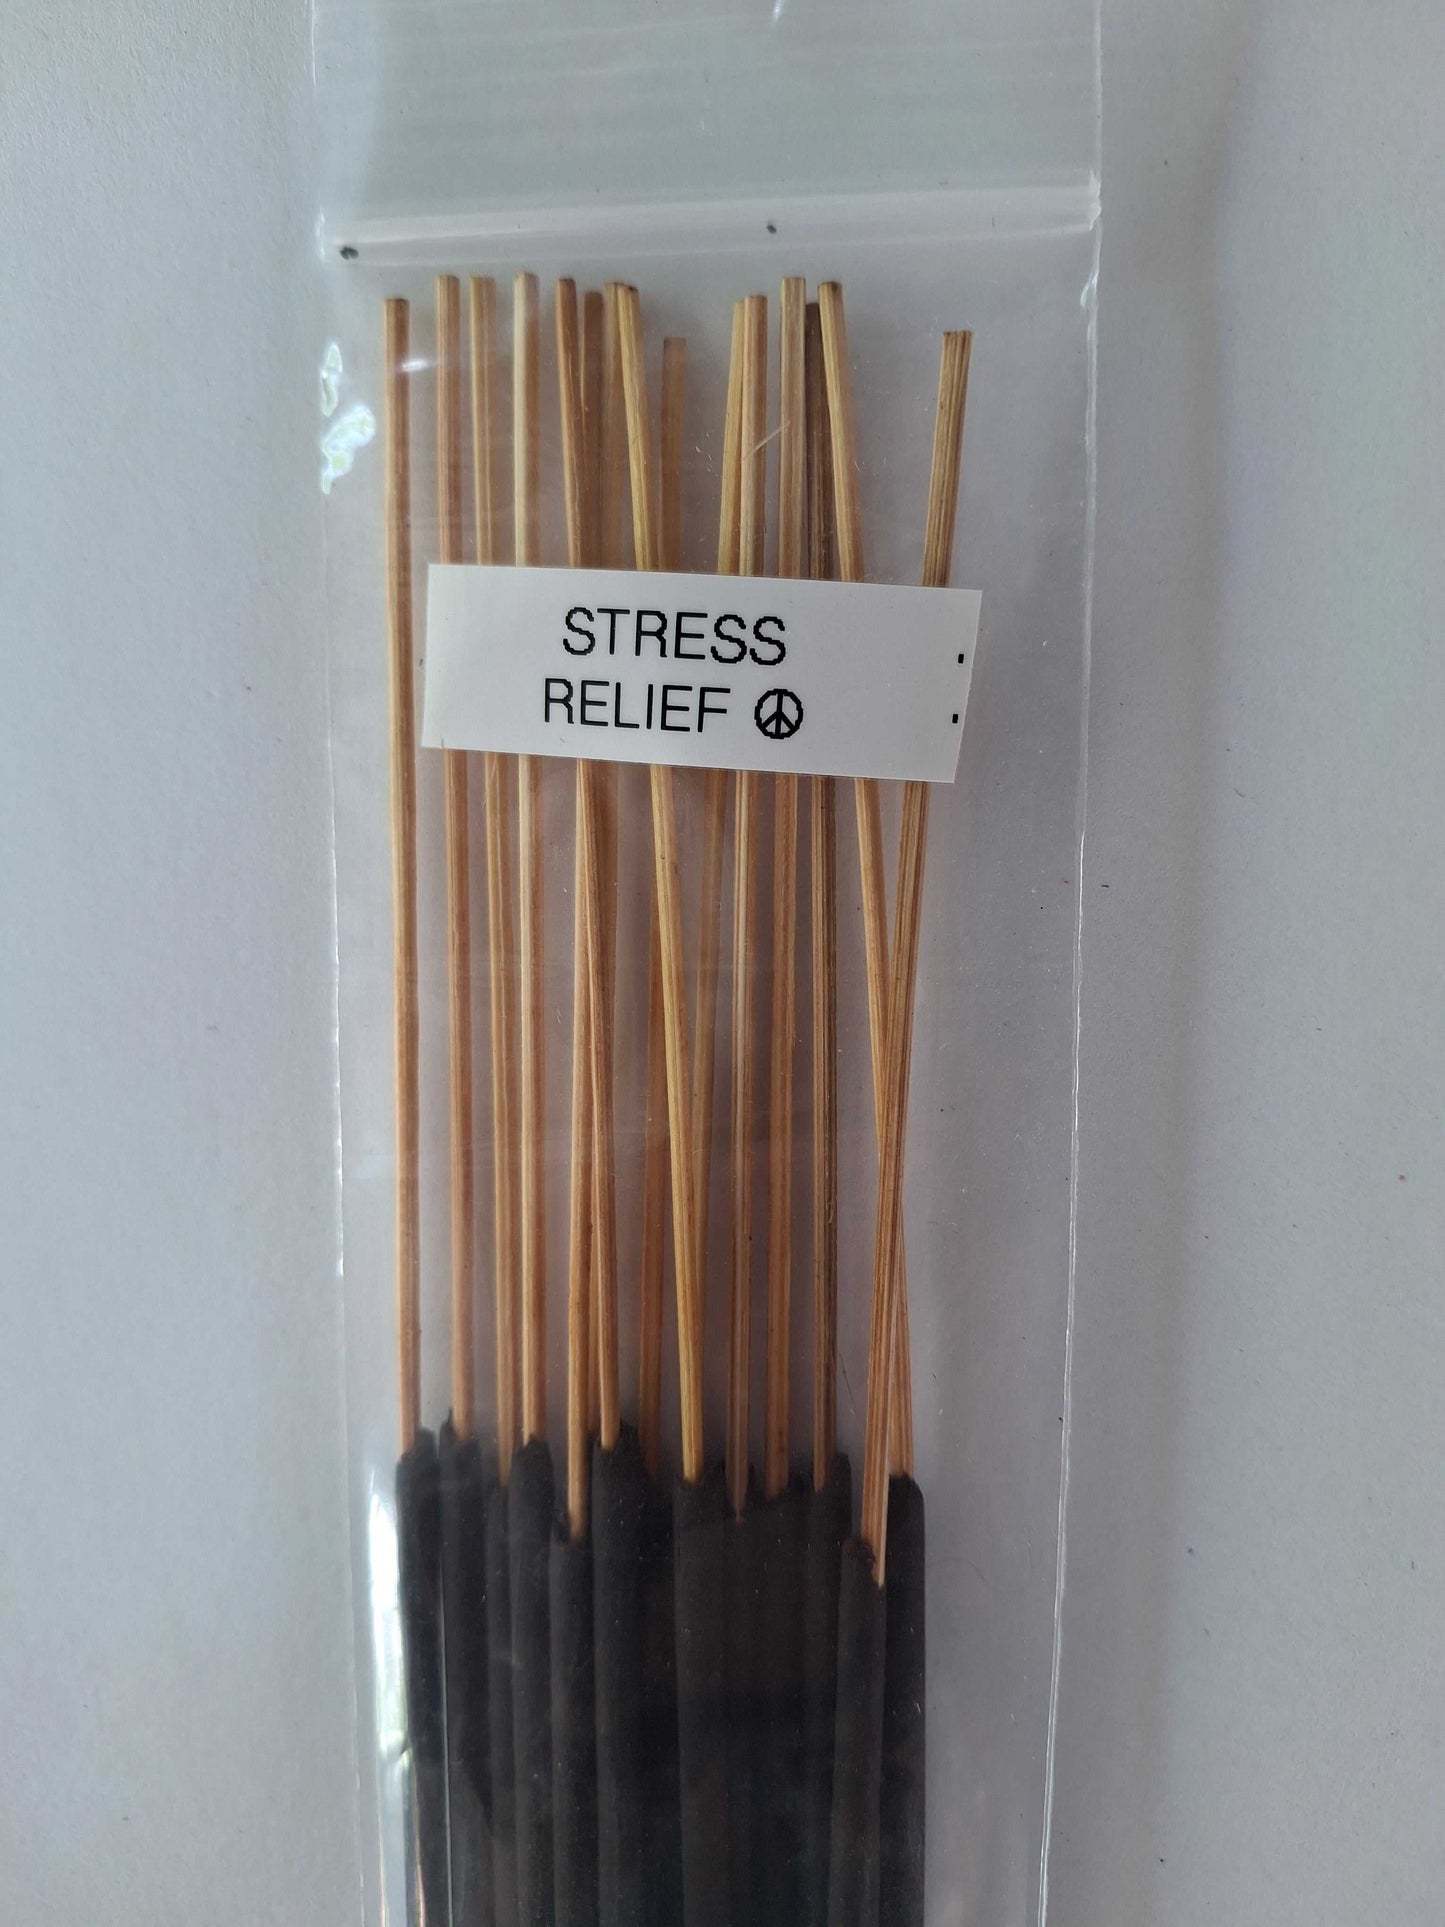 STRESS
RELIEF ☮